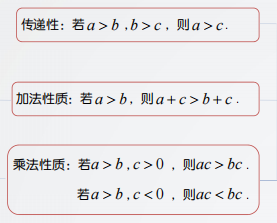 传递性：若a＞b ,b＞c ，则a＞c.
加法性质：若a＞b，则a＋c＞b＋c .
乘法性质：若a＞b , c＞0 ，则ac＞bc .
若a＞b , c＜0 ，则ac＜bc .